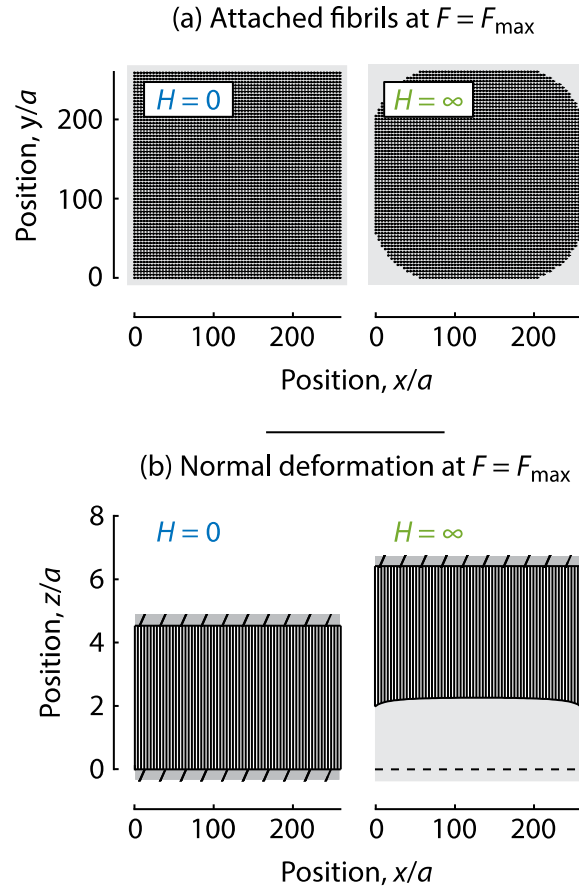 (a) Attached fibrils at F = Fmax
H = 0
H = ∞
Position, y/a
200
100
0
0 100 200
0 100 200
Position, x/a
(b) Normal deformation at F = Fmax
H = 0
H = ∞
Position, z/a
8
6
4
2
0
0 100 200
0 100 200
Position, x/a